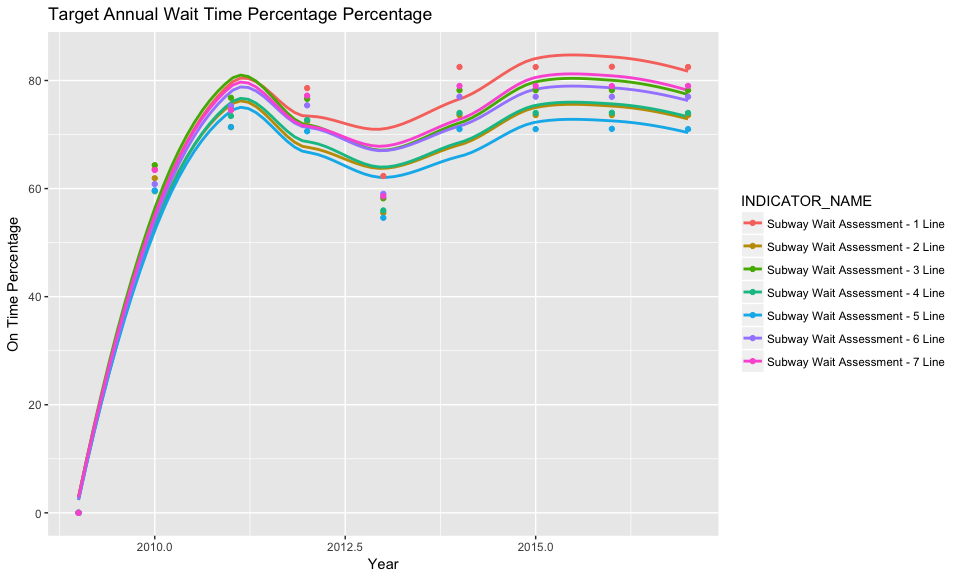 Target Annual Wait Time Percentage Percentage
On Time Percentage
80
60
40
20
0
2010.0
2012.5
2015.0
Year
INDICATOR_NAME
Subway Wait Assessment - 1 Line
Subway Wait Assessment - 2 Line
Subway Wait Assessment - 3 Line
Subway Wait Assessment - 4 Line
Subway Wait Assessment - 5 Line
Subway Wait Assessment - 6 Line
Subway Wait Assessment - 7 Line